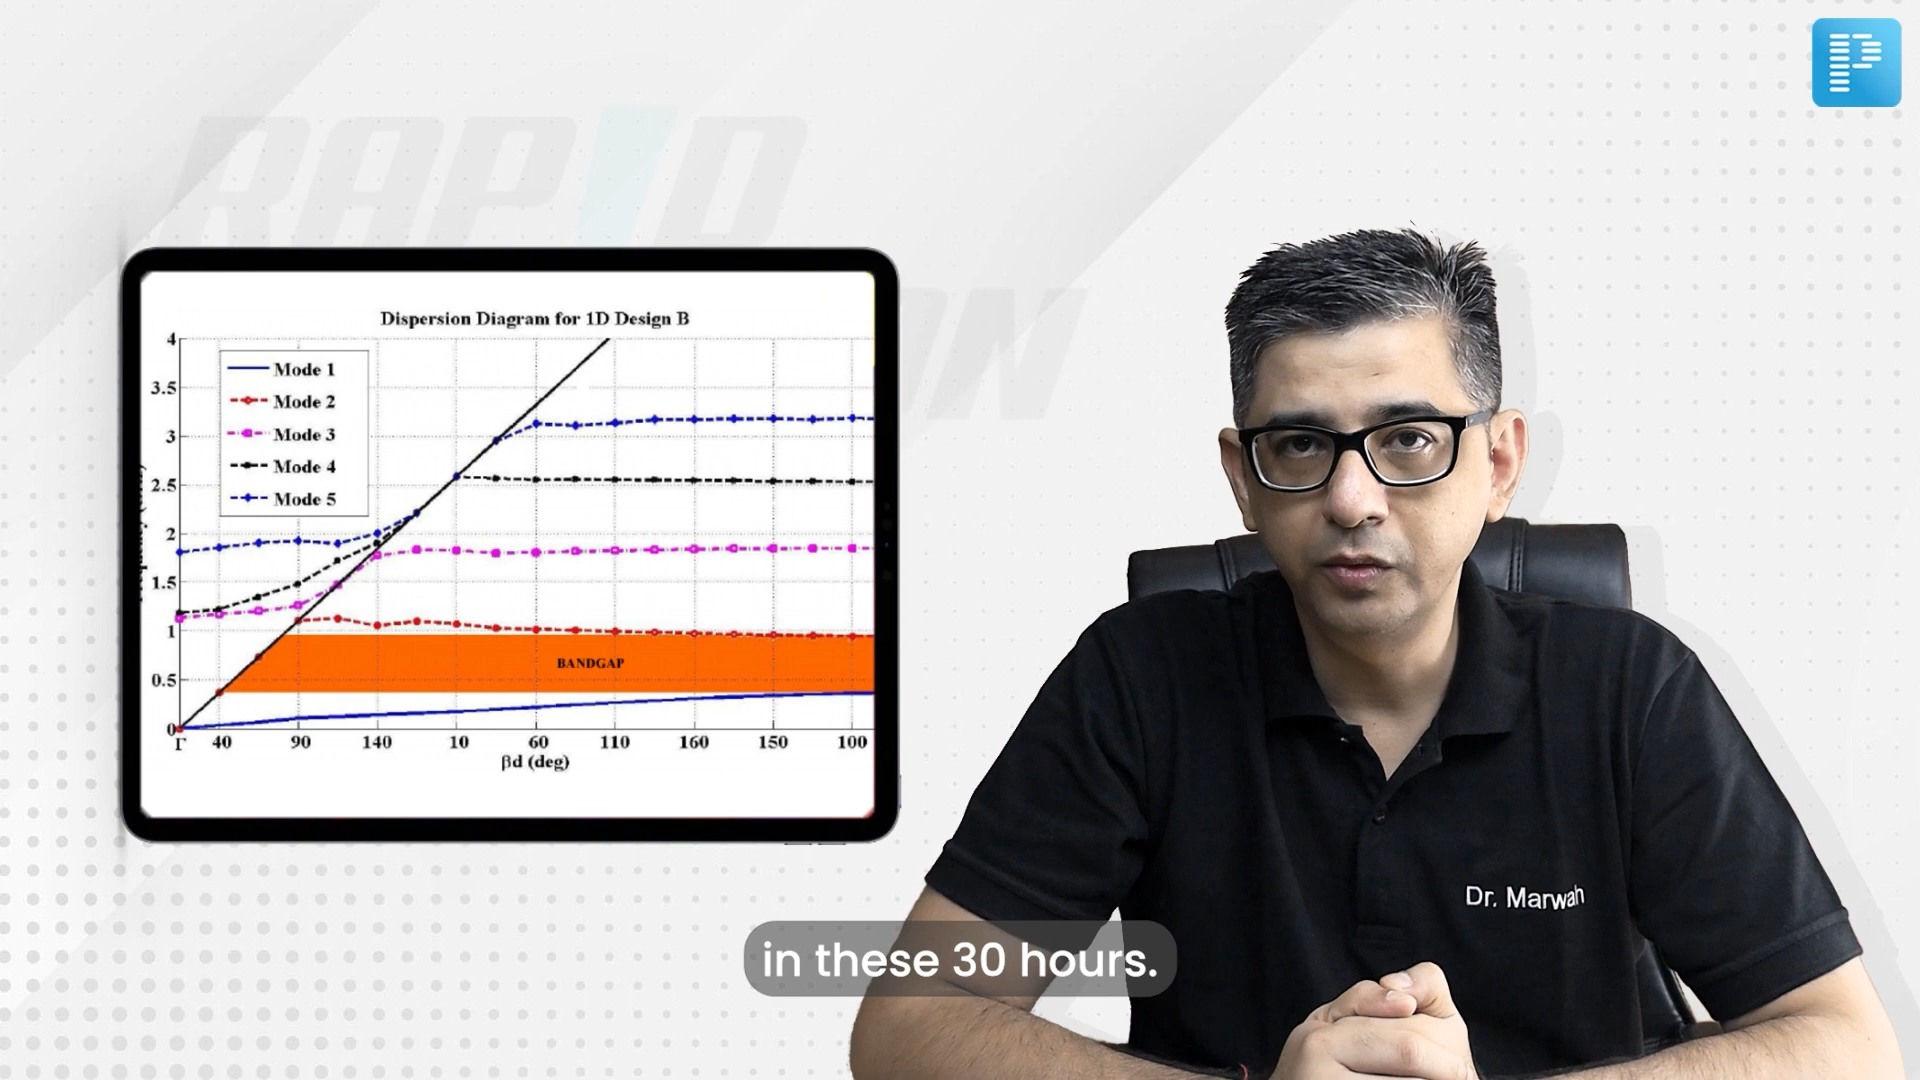 RAPID
Dispersion Diagram for 1D Design B
4
3.5
3
2.5
2
1.5
1
0.5
0
Mode 1
Mode 2
Mode 3
Mode 4
Mode 5
BANDGAP
Γ 40 90 140 10 60 110 160 150 100
βd (deg)
Dr. Marwah
in these 30 hours.